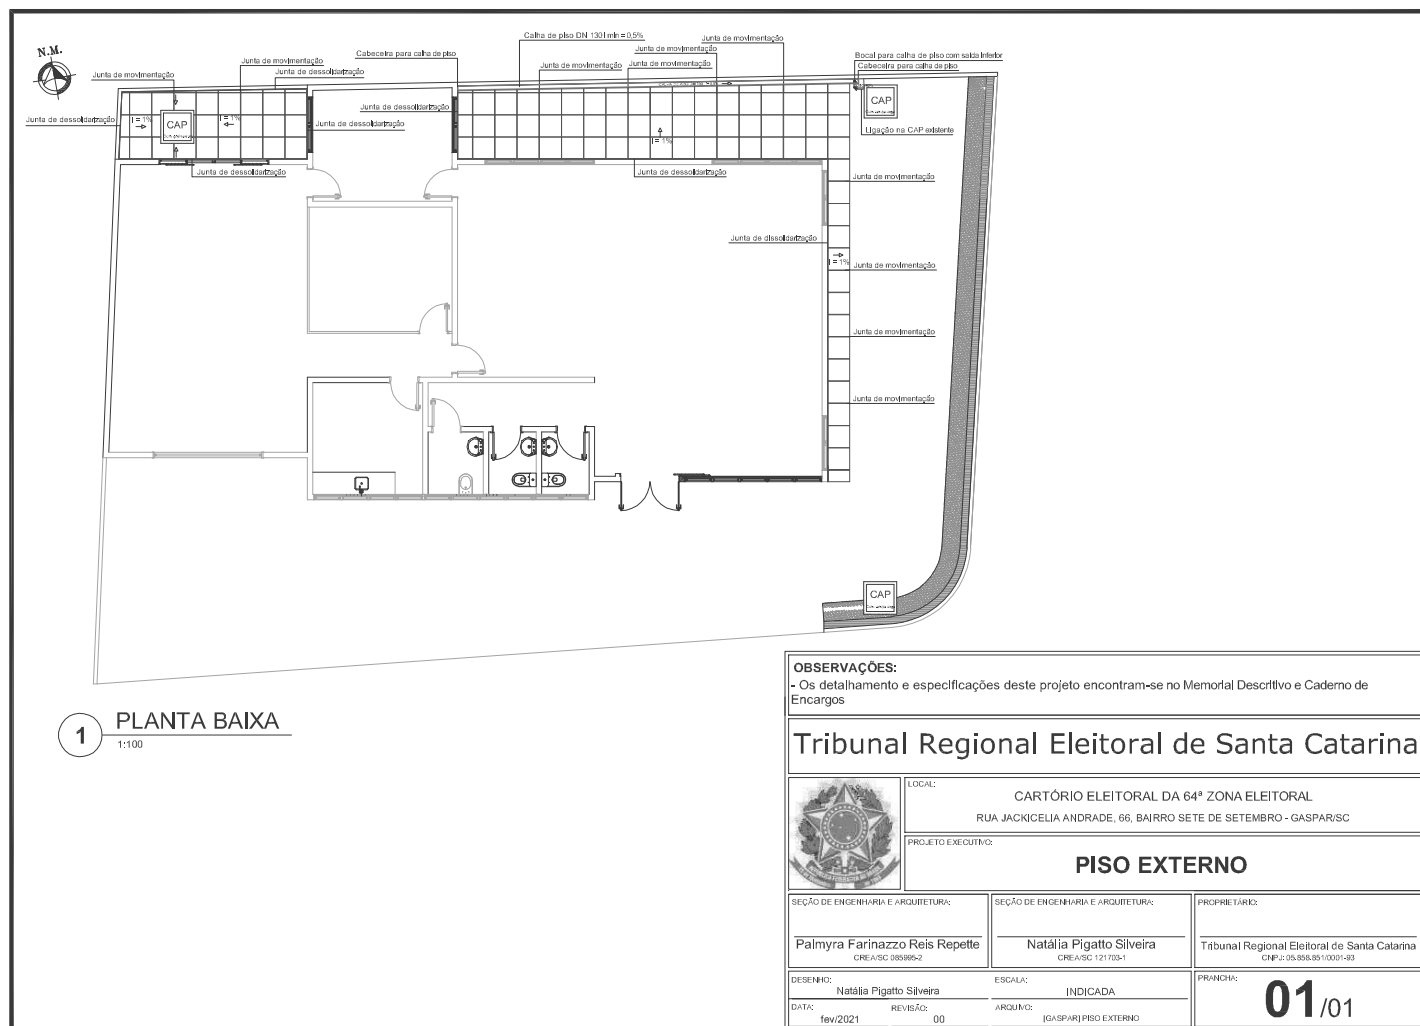 N.M.
Calha de piso DN 130 I min = 0,5%
Junta de movimentação
Cabeceira para calha de piso
Junta de movimentação
Bocal para calha de piso com saída inferior
Junta de movimentação
Junta de movimentação
Junta de movimentação
Cabeceira para calha de piso
Junta de movimentação
Junta de dessolidarização
Junta de movimentação
CAP
Junta de dessolidarização
Junta de dessolidarização
I = 1%
CAP
I = 1%
Junta de dessolidarização
Ligação na CAP existente
I = 1%
Junta de dessolidarização
Junta de dessolidarização
Junta de movimentação
Junta de dissolidarização
I = 1%
Junta de movimentação
Junta de movimentação
Junta de movimentação
CAP
1
PLANTA BAIXA
1:100
OBSERVAÇÕES:
- Os detalhamento e especificações deste projeto encontram-se no Memorial Descritivo e Caderno de
Encargos
Tribunal Regional Eleitoral de Santa Catarina
LOCAL:
CARTÓRIO ELEITORAL DA 64ª ZONA ELEITORAL
RUA JACKICELIA ANDRADE, 66, BAIRRO SETE DE SETEMBRO - GASPAR/SC
PROJETO EXECUTIVO:
PISO EXTERNO
SEÇÃO DE ENGENHARIA E ARQUITETURA:
Palmyra Farinazzo Reis Repette
CREA/SC 085995-2
SEÇÃO DE ENGENHARIA E ARQUITETURA:
Natália Pigatto Silveira
CREA/SC 121703-1
PROPRIETÁRIO:
Tribunal Regional Eleitoral de Santa Catarina
CNPJ: 05.858.851/0001-93
DESENHO:
Natália Pigatto Silveira
ESCALA:
INDICADA
PRANCHA:
01/01
DATA:
fev/2021
REVISÃO:
00
ARQUIVO:
[GASPAR] PISO EXTERNO